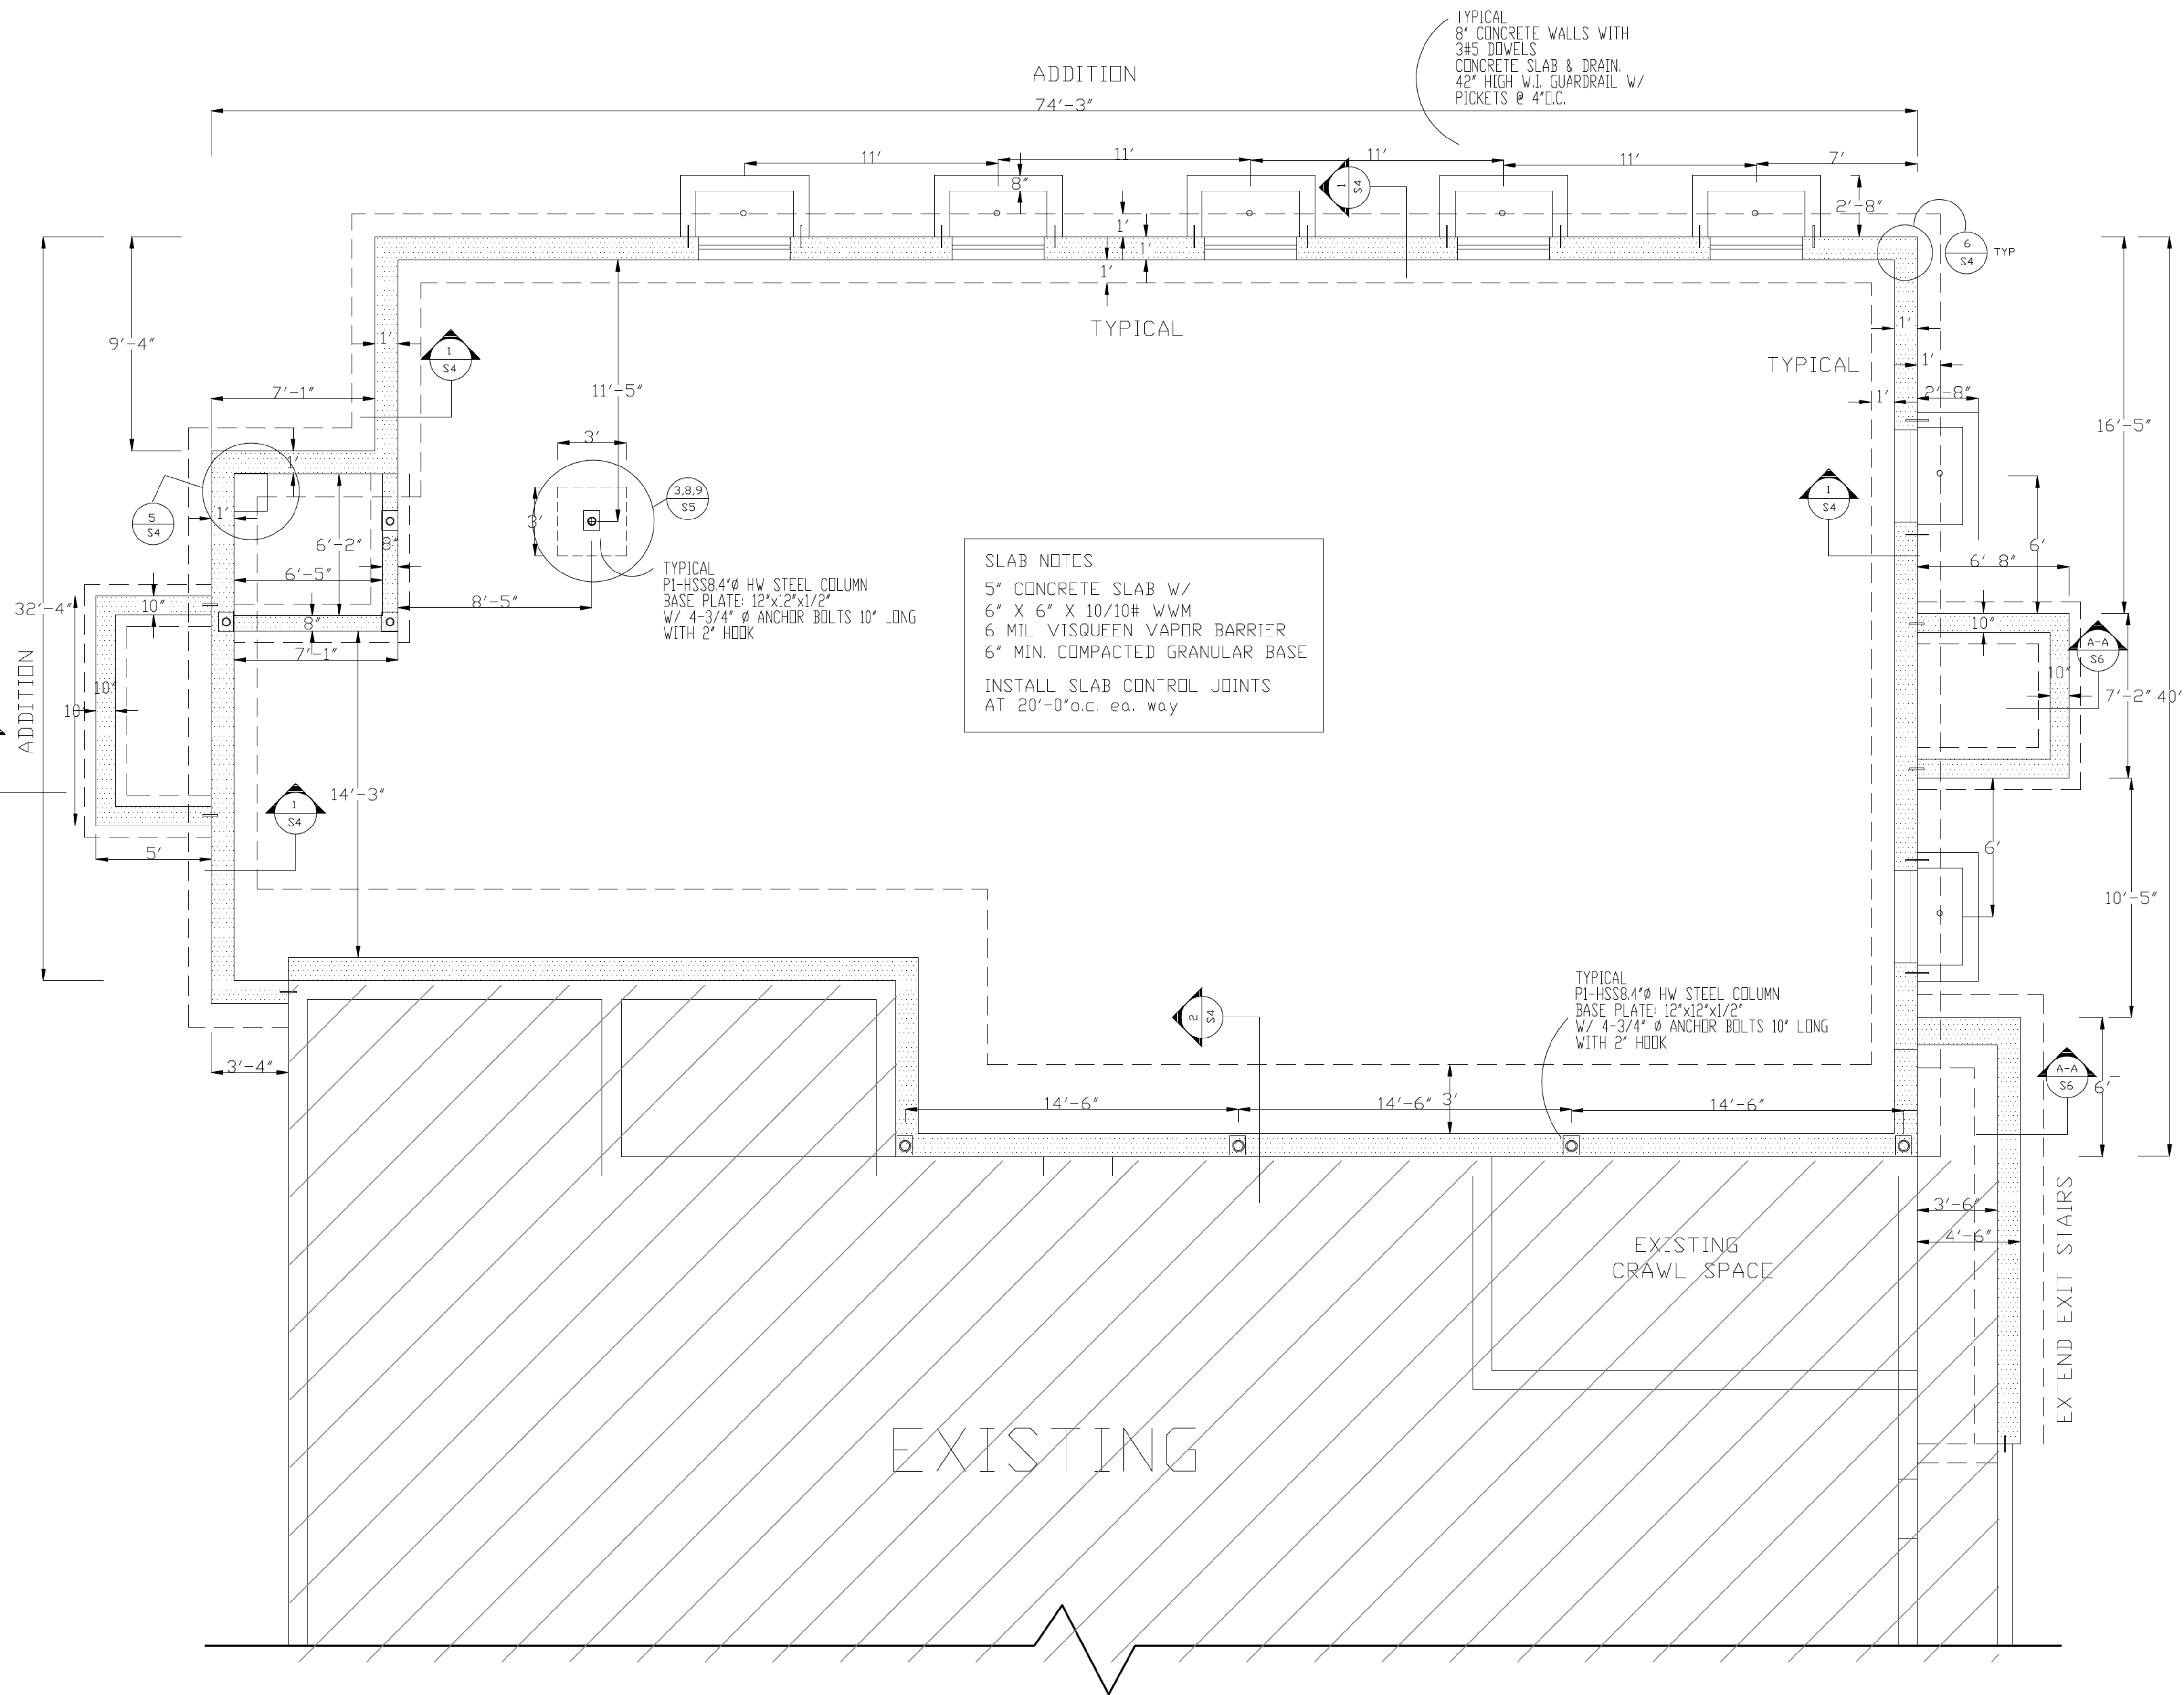 TYPICAL
8" CONCRETE WALLS WITH
3#5 DOWELS
CONCRETE SLAB & DRAIN.
42" HIGH W.I. GUARDRAIL W/
PICKETS @ 4"O.C.
ADDITION
74'-3"
11'
11'
11'
11'
7'
8"
1
S4
2'-8"
1'
1'
1'
6
S4
TYP
TYPICAL
9'-4"
1'
1
S4
7'-1"
11'-5"
TYPICAL
1'
1'
1'
2'-8"
16'-5"
1'
3'
3'
3,8,9
S5
5
S4
1'
6'-2"
8"
6'-5"
1
S4
6'
6'-8"
TYPICAL
P1-HSS8.4"Ø HW STEEL COLUMN
BASE PLATE: 12"x12"x1/2"
W/ 4-3/4" Ø ANCHOR BOLTS 10" LONG
WITH 2" HOOK
8'-5"
SLAB NOTES
5" CONCRETE SLAB W/
6" X 6" X 10/10# WWM
6 MIL VISQUEEN VAPOR BARRIER
6" MIN. COMPACTED GRANULAR BASE
INSTALL SLAB CONTROL JOINTS
AT 20'-0"o.c. ea. way
32'-4"
10"
8"
7'-1"
ADDITION
10"
10"
10"
A-A
S6
10"
7'-2"
40'
14'-3"
1
S4
5'
6'
10'-5"
TYPICAL
P1-HSS8.4"Ø HW STEEL COLUMN
BASE PLATE: 12"x12"x1/2"
W/ 4-3/4" Ø ANCHOR BOLTS 10" LONG
WITH 2" HOOK
2
S4
3'-4"
A-A
S6
6'
14'-6"
14'-6"
3'
14'-6"
3'-6"
4'-6"
EXISTING
CRAWL SPACE
EXTEND EXIT STAIRS
EXISTING